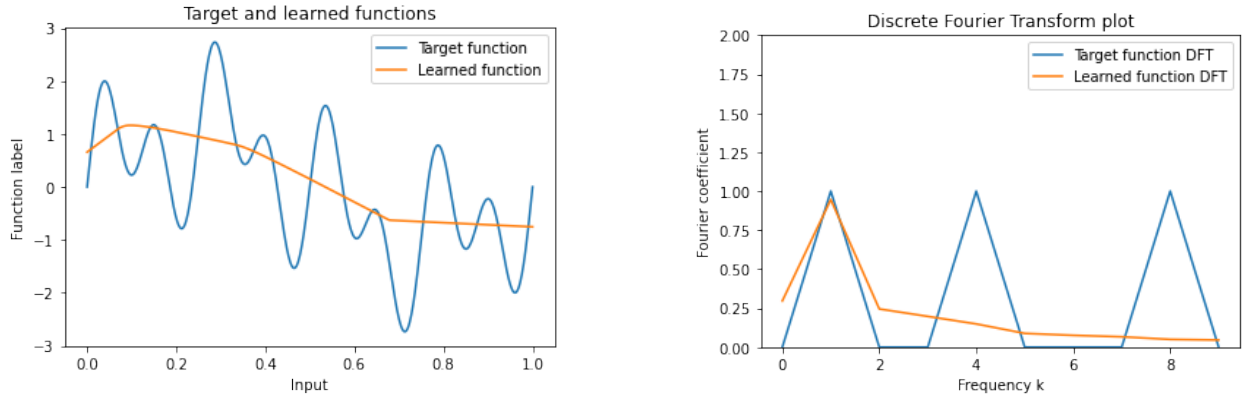 Target and learned functions
3
2
1
0
−1
−2
−3
Function label
Target function
Learned function
0.0 0.2 0.4 0.6 0.8 1.0
Input
Discrete Fourier Transform plot
2.00
1.75
1.50
1.25
1.00
0.75
0.50
0.25
0.00
Fourier coefficient
Target function DFT
Learned function DFT
0 2 4 6 8
Frequency k